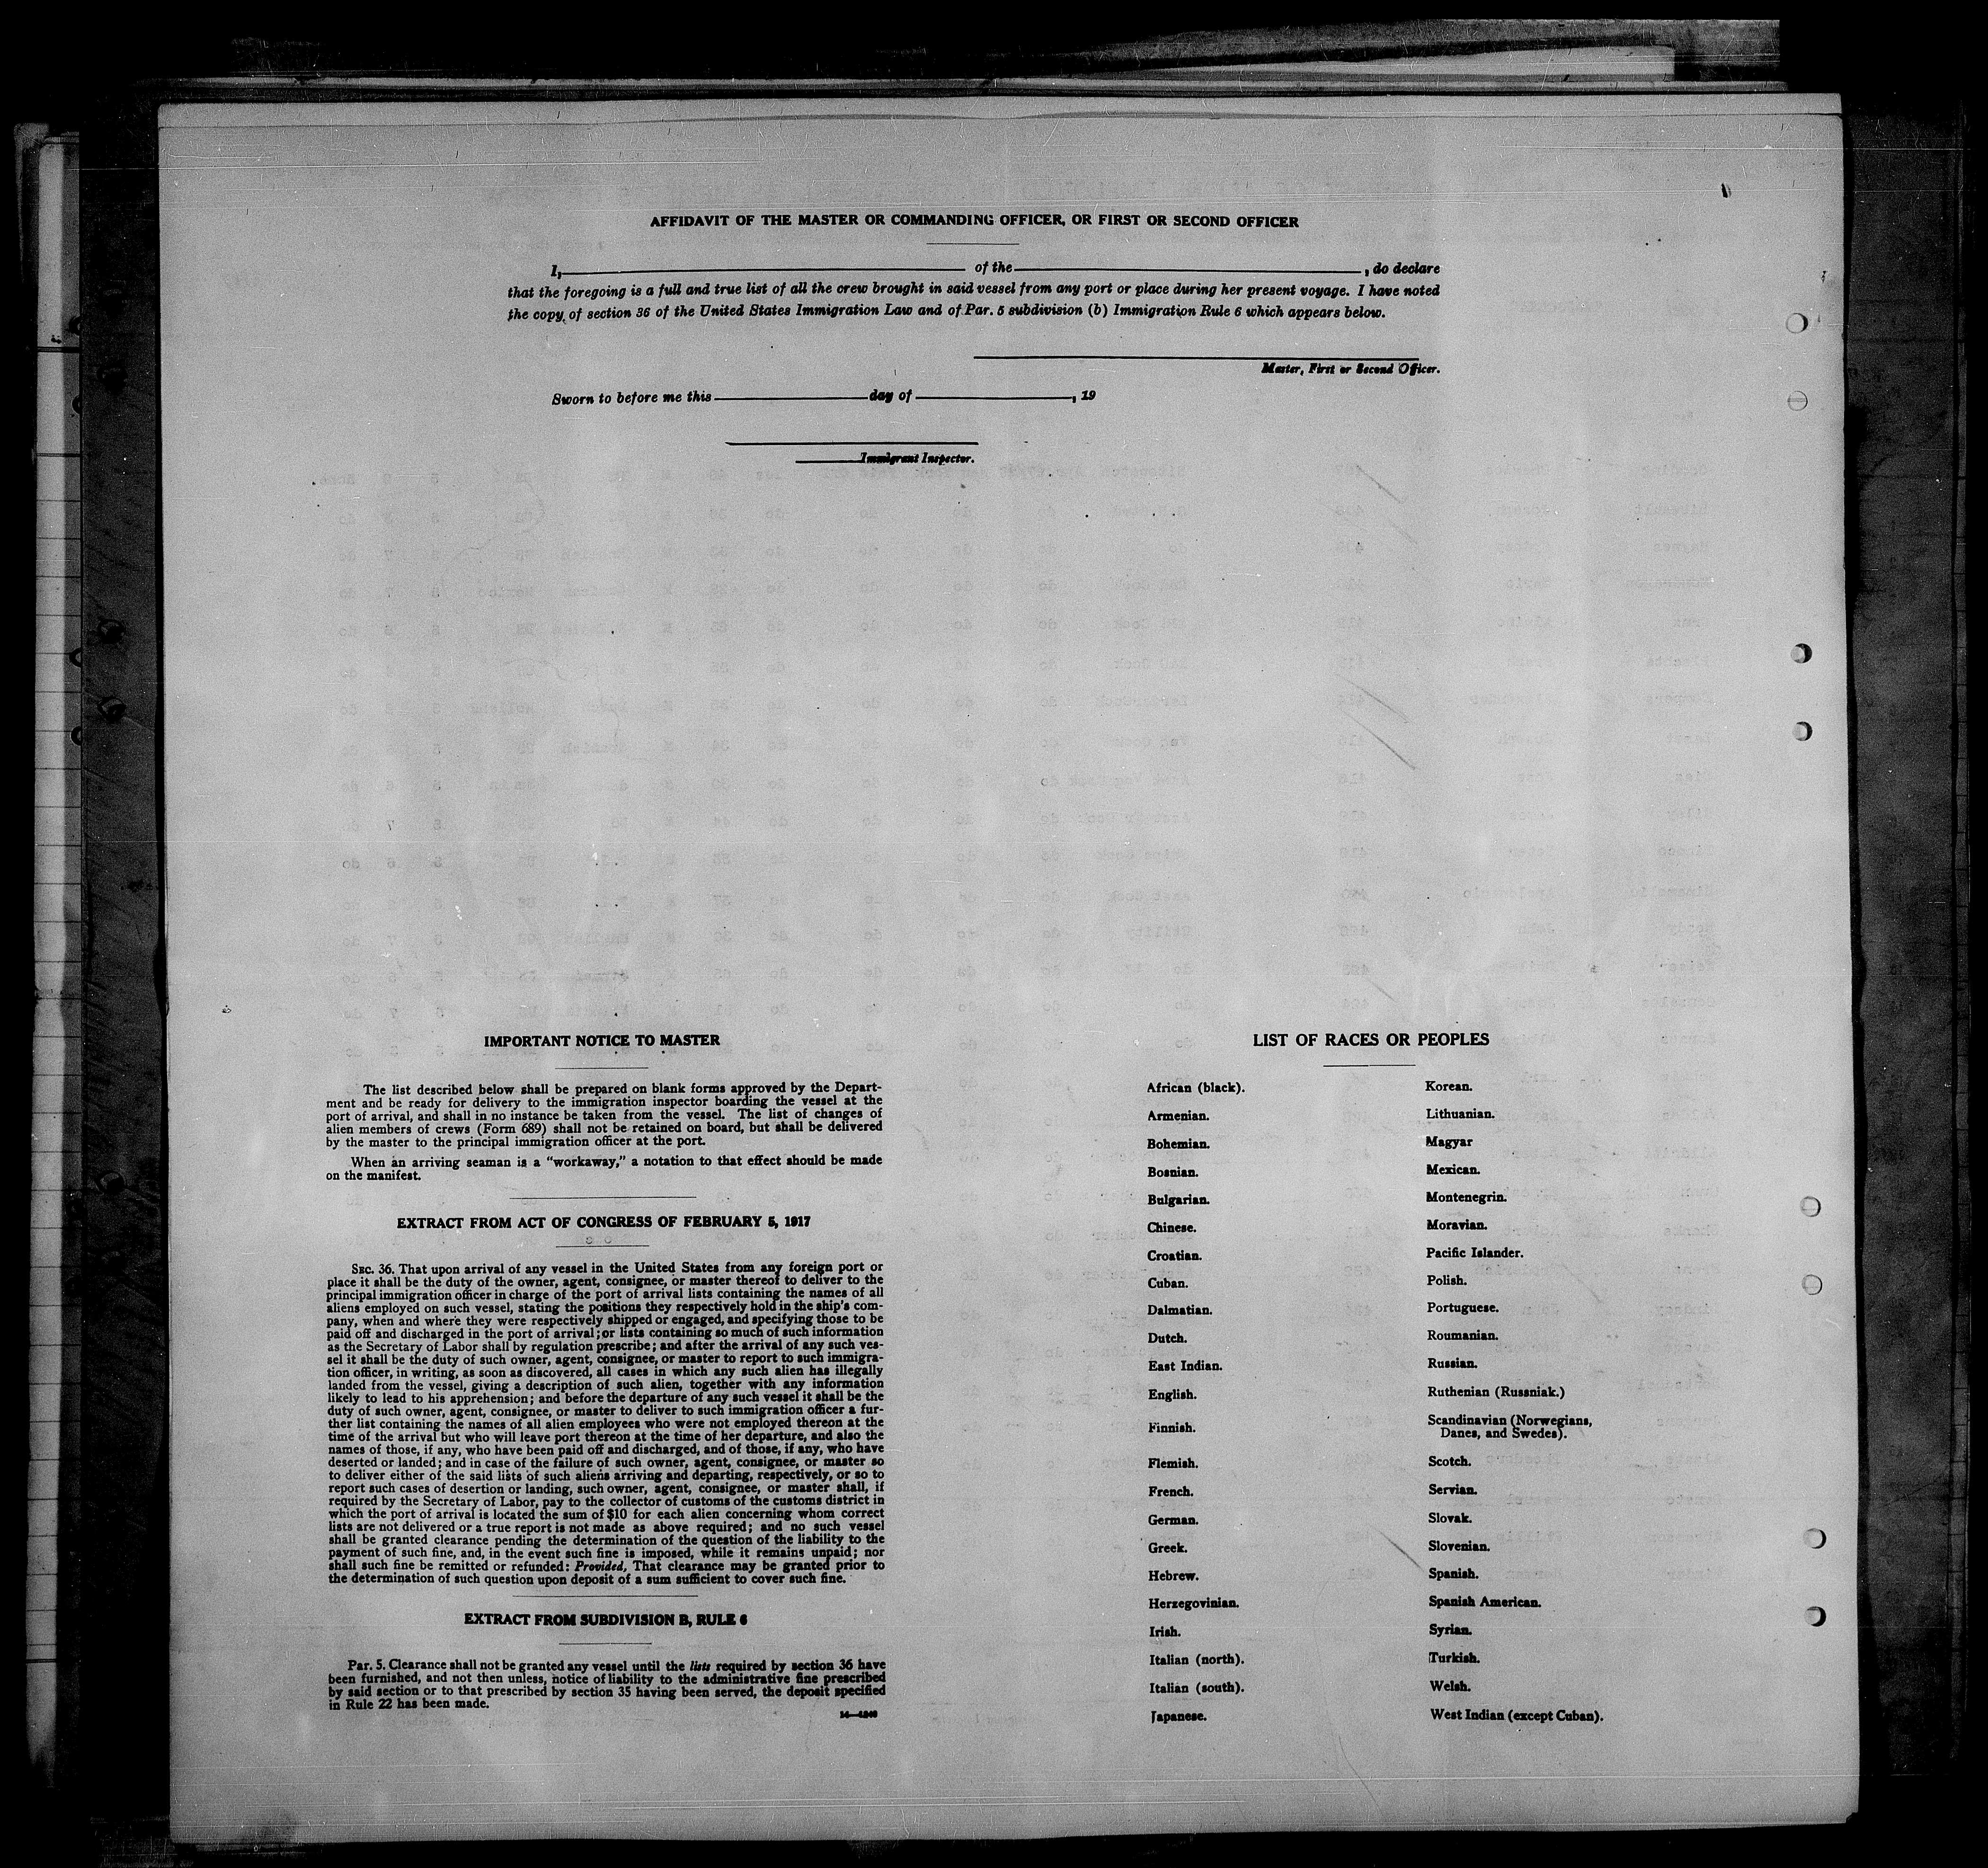 AFFIDAVIT OF THE MASTER OR COMMANDING OFFICER, OR FIRST OR SECOND OFFICER
I, of the , do declare
that the foregoing is a full and true list of all the crew brought in said vessel from any port or place during her present voyage. I have noted
the copy of section 36 of the United States Immigration Law and of Par. 5 subdivision (b) Immigration Rule 6 which appears below.
Master, First or Second Officer.
Sworn to before me this day of , 19
Immigrant Inspector.
IMPORTANT NOTICE TO MASTER
The list described below shall be prepared on blank forms approved by the Depart-
ment and be ready for delivery to the immigration inspector boarding the vessel at the
port of arrival, and shall in no instance be taken from the vessel. The list of changes of
alien members of crews (Form 689) shall not be retained on board, but shall be delivered
by the master to the principal immigration officer at the port.
When an arriving seaman is a "workaway," a notation to that effect should be made
on the manifest.
EXTRACT FROM ACT OF CONGRESS OF FEBRUARY 5, 1917
SEC. 36. That upon arrival of any vessel in the United States from any foreign port or
place it shall be the duty of the owner, agent, consignee, or master thereof to deliver to the
principal immigration officer in charge of the port of arrival lists containing the names of all
aliens employed on such vessel, stating the positions they respectively hold in the ship's com-
pany, when and where they were respectively shipped or engaged, and specifying those to be
paid off and discharged in the port of arrival; or lists containing so much of such information
as the Secretary of Labor shall by regulation prescribe; and after the arrival of any such ves-
sel it shall be the duty of such owner, agent, consignee, or master to report to such immigra-
tion officer, in writing, as soon as discovered, all cases in which any such alien has illegally
landed from the vessel, giving a description of such alien, together with any information
likely to lead to his apprehension; and before the departure of any such vessel it shall be the
duty of such owner, agent, consignee, or master to deliver to such immigration officer a fur-
ther list containing the names of all alien employees who were not employed thereon at the
time of the arrival but who will leave port thereon at the time of her departure, and also the
names of those, if any, who have been paid off and discharged, and of those, if any, who have
deserted or landed; and in case of the failure of such owner, agent, consignee, or master so
to deliver either of the said lists of such aliens arriving and departing, respectively, or so to
report such cases of desertion or landing, such owner, agent, consignee, or master shall, if
required by the Secretary of Labor, pay to the collector of customs of the customs district in
which the port of arrival is located the sum of $10 for each alien concerning whom correct
lists are not delivered or a true report is not made as above required; and no such vessel
shall be granted clearance pending the determination of the question of the liability to the
payment of such fine, and, in the event such fine is imposed, while it remains unpaid; nor
shall such fine be remitted or refunded: Provided, That clearance may be granted prior to
the determination of such question upon deposit of a sum sufficient to cover such fine.
EXTRACT FROM SUBDIVISION B, RULE 6
Par. 5. Clearance shall not be granted any vessel until the lists required by section 36 have
been furnished, and not then unless, notice of liability to the administrative fine prescribed
by said section or to that prescribed by section 35 having been served, the deposit specified
in Rule 22 has been made.
LIST OF RACES OR PEOPLES
African (black).
Armenian.
Bohemian.
Bosnian.
Bulgarian.
Chinese.
Croatian.
Cuban.
Dalmatian.
Dutch.
East Indian.
English.
Finnish.
Flemish.
French.
German.
Greek.
Hebrew.
Herzegovinian.
Irish.
Italian (north).
Italian (south).
Japanese.
Korean.
Lithuanian.
Magyar
Mexican.
Montenegrin.
Moravian.
Pacific Islander.
Polish.
Portuguese.
Roumanian.
Russian.
Ruthenian (Russniak.)
Scandinavian (Norwegians,
Danes, and Swedes).
Scotch.
Servian.
Slovak.
Slovenian.
Spanish.
Spanish American.
Syrian.
Turkish.
Welsh.
West Indian (except Cuban).